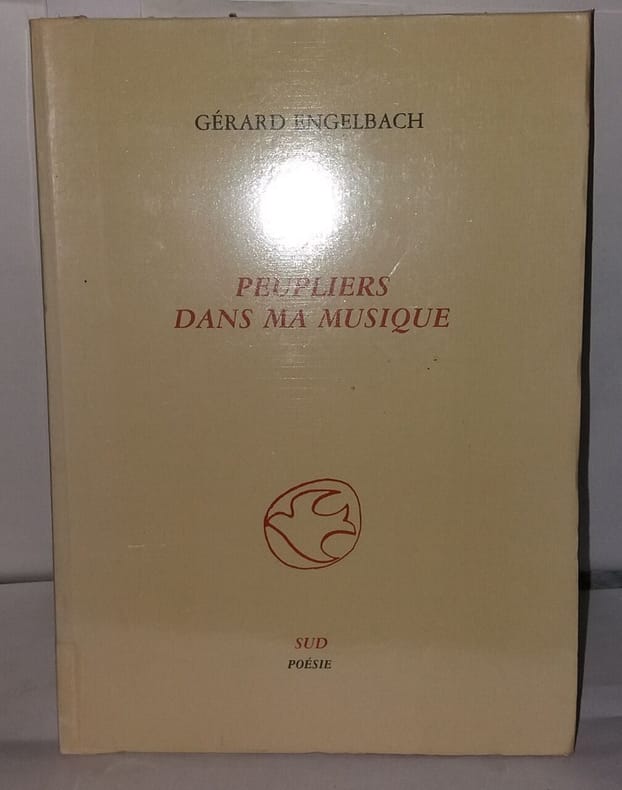 GÉRARD ENGELBACH
PEUPLIERS
DANS MA MUSIQUE
SUD
POÉSIE